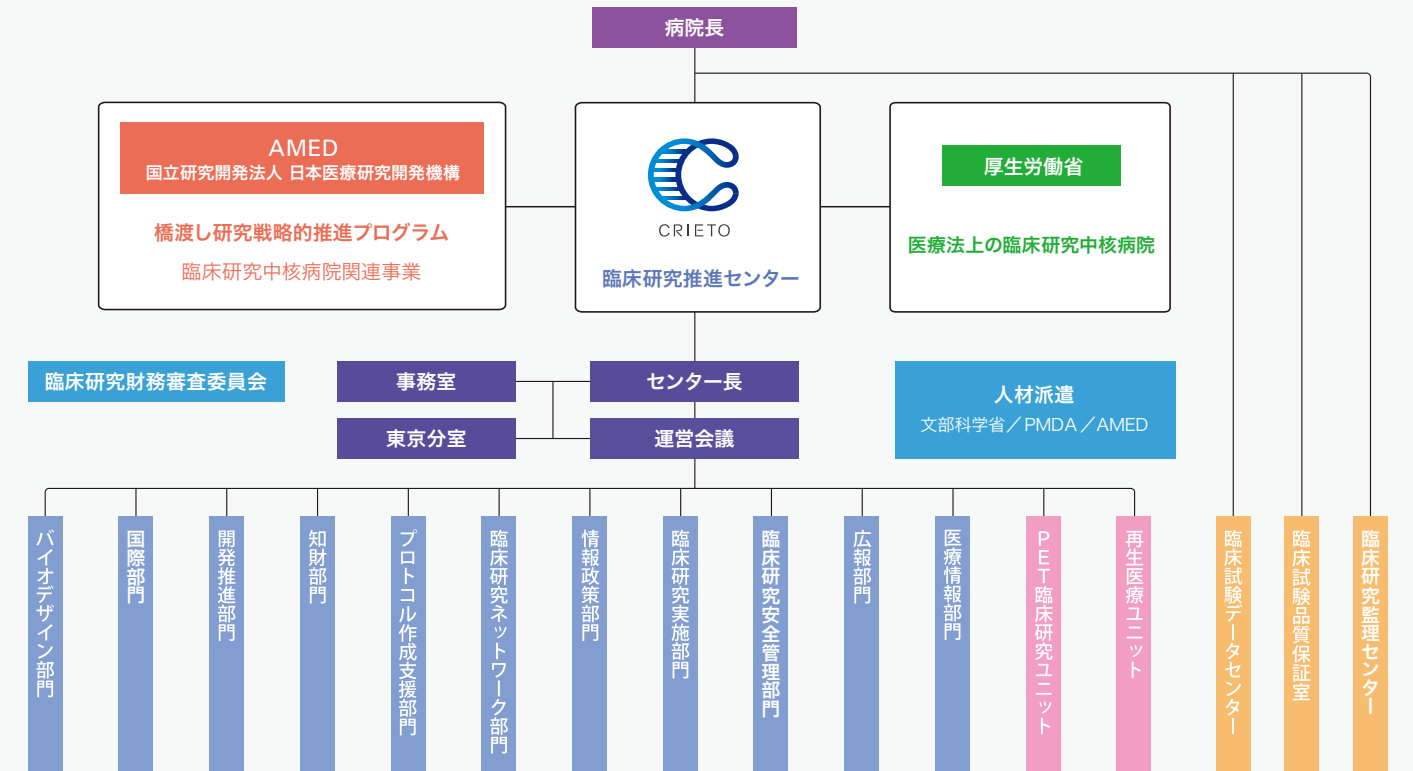 病院長
AMED
国立研究開発法人 日本医療研究開発機構
橋渡し研究戦略的推進プログラム
臨床研究中核病院関連事業
CRIETO
臨床研究推進センター
厚生労働省
医療法上の臨床研究中核病院
臨床研究財務審査委員会
事務室
センター長
人材派遣
文部科学省／PMDA／AMED
東京分室
運営会議
バイオデザイン部門
国際部門
開発推進部門
知財部門
プロトコル作成支援部門
臨床研究ネットワーク部門
情報政策部門
臨床研究実施部門
臨床研究安全管理部門
広報部門
医療情報部門
PET臨床研究ユニット
再生医療ユニット
臨床試験データセンター
臨床試験品質保証室
臨床研究監理センター